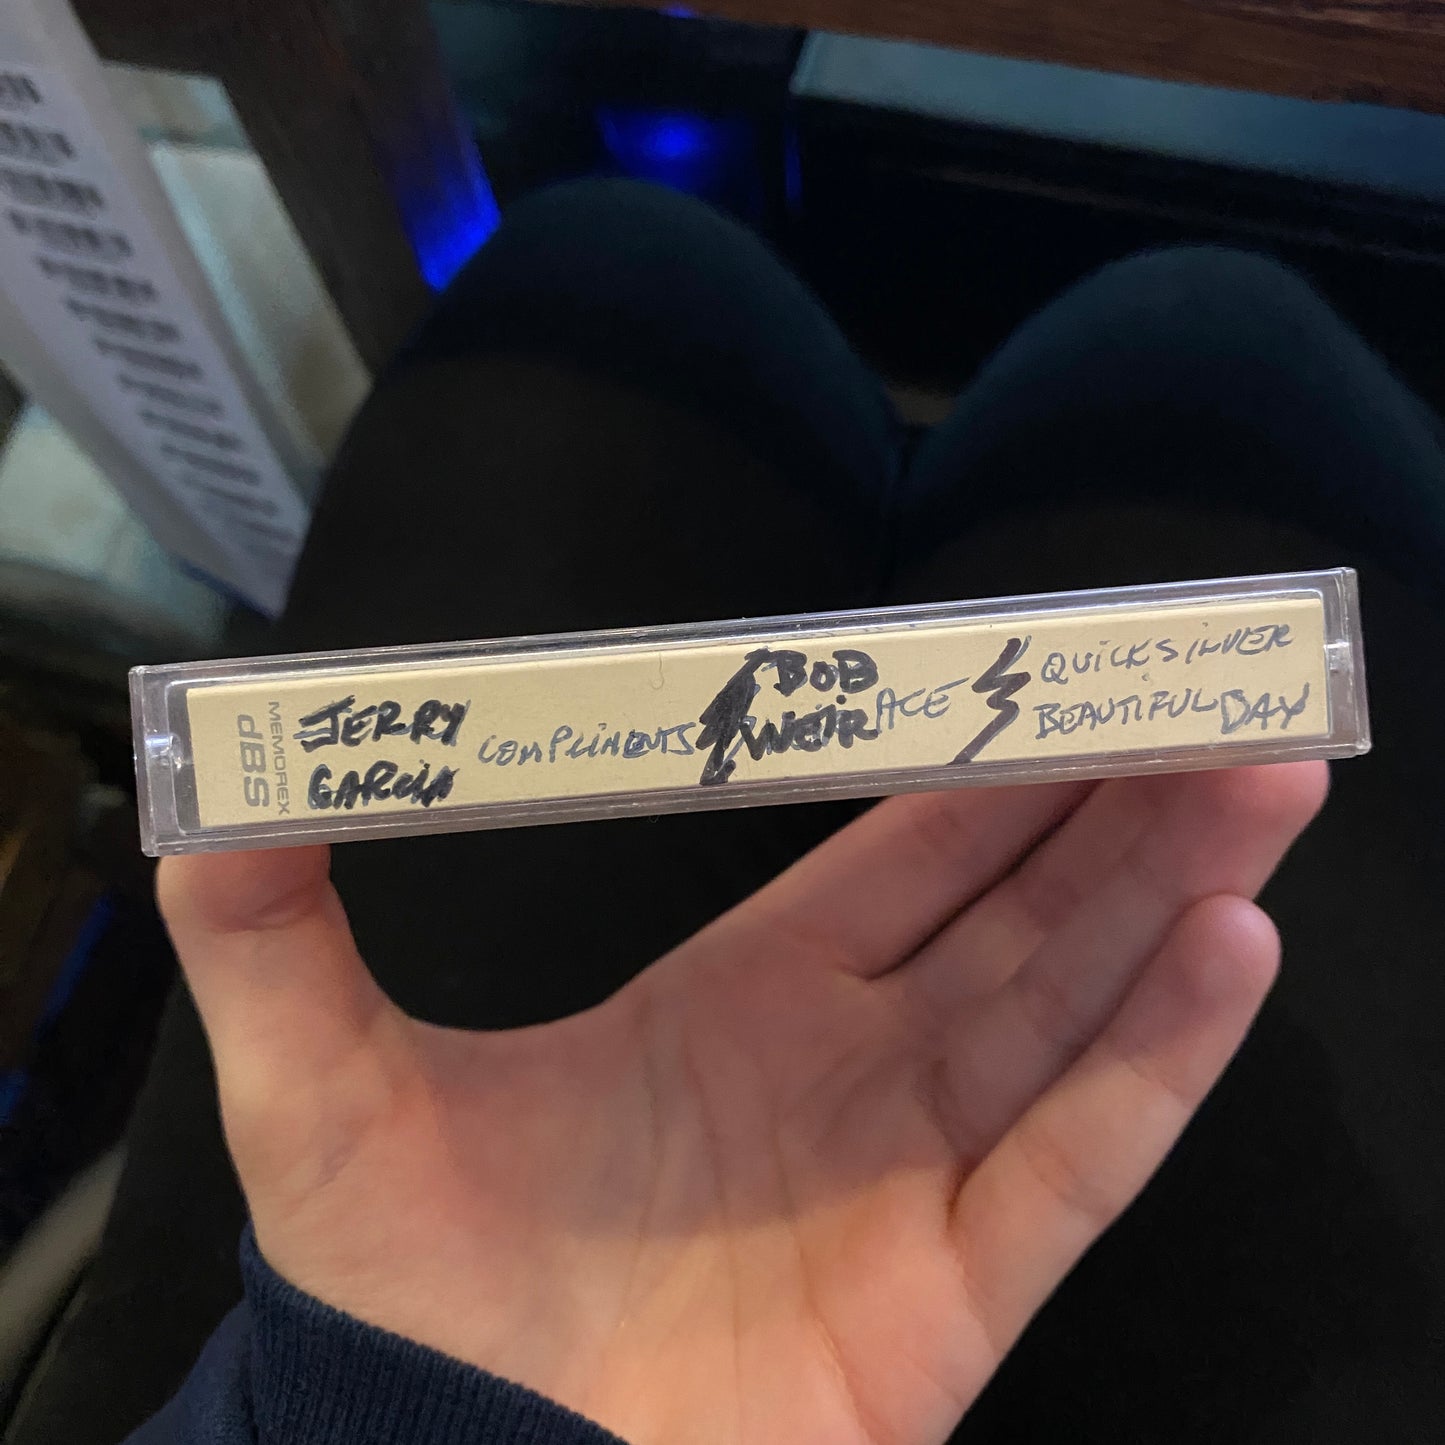 MEMOREX
dBS
JERRY
GARCIA
COMPLIMENTS
BOB
WEIR
ACE
QUICKSILVER
BEAUTIFUL DAY